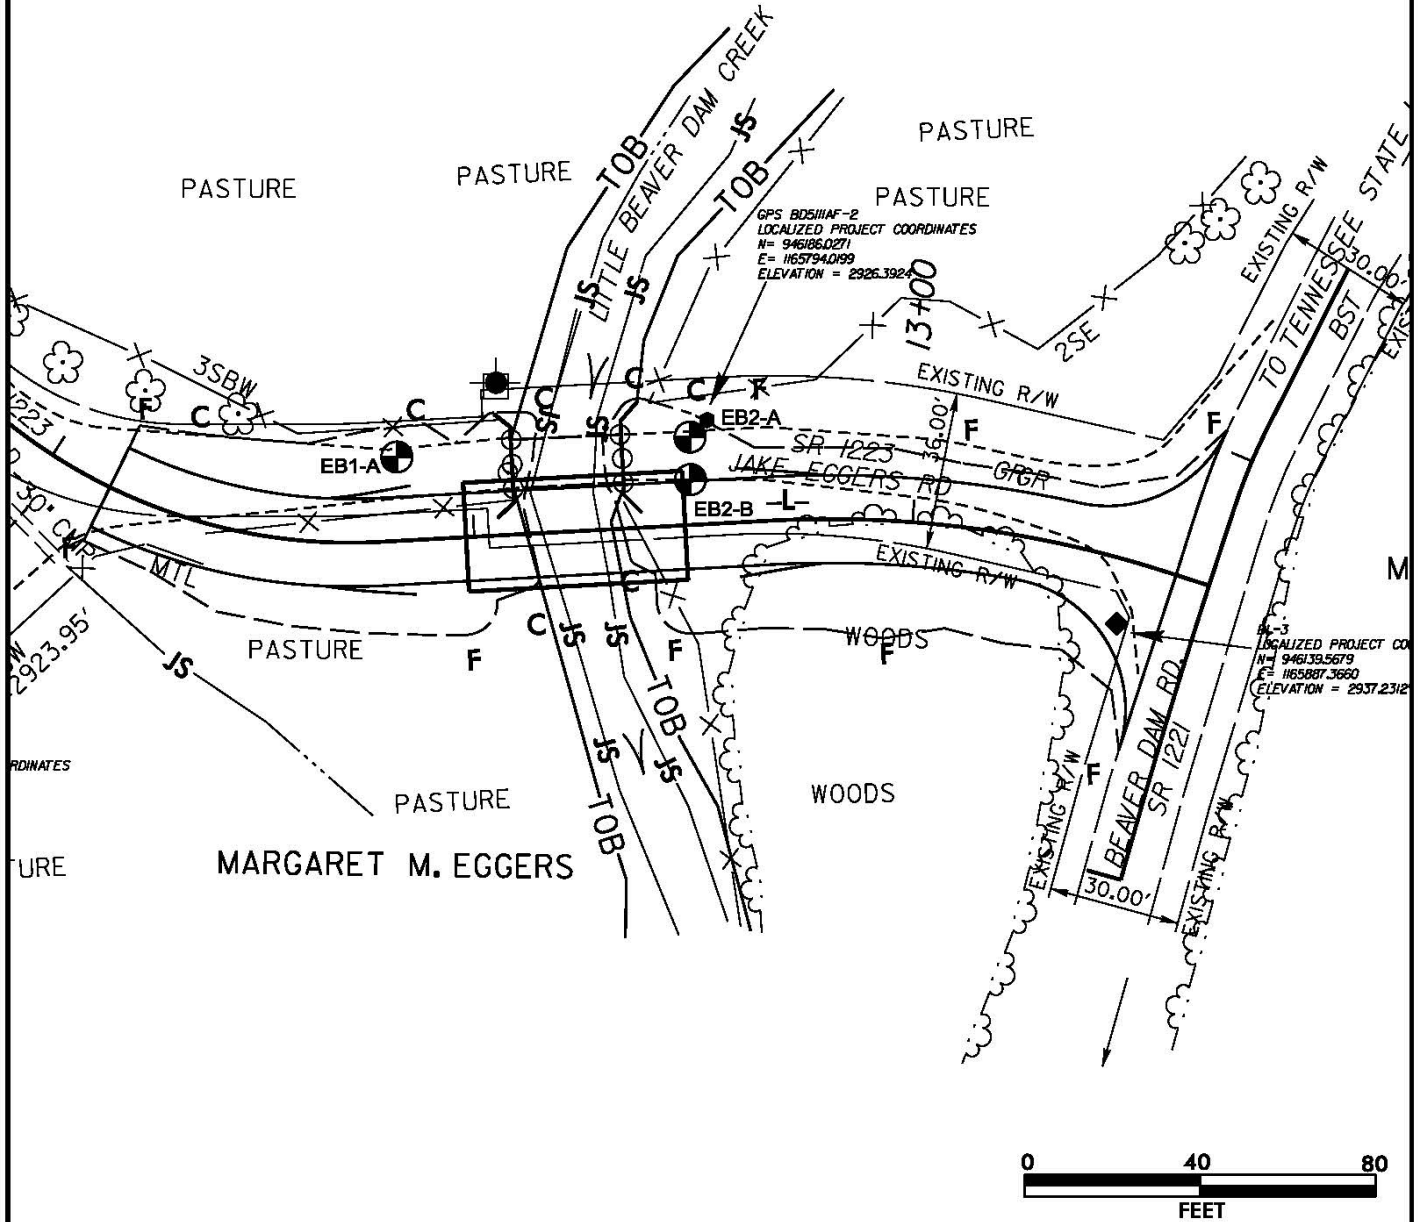 LITTLE BEAVER DAM CREEK
TOB
JS
TOB
PASTURE
PASTURE
PASTURE
PASTURE
GPS BD5111AF-2
LOCALIZED PROJECT COORDINATES
N= 946186.0271
E= 1165794.0199
ELEVATION = 2926.3924
13+00
EXISTING R/W
TO TENNESSEE STATE
BST
30.00'
2SE
JS
JS
3SBW
F
C
C
C
C
C
F
EXISTING R/W
F
F
1223
EB1-A
JS
JS
EB2-A
SR 1223
GRGR
JAKE EGGERS RD
36.00'
-L-
EB2-B
30" CMP
F
MTL
EXISTING R/W
C
C
JS
JS
F
F
WOODS
F
PASTURE
JS
2923.95'
BL-3
LOCALIZED PROJECT CO
N= 946139.5679
E= 1165887.3660
ELEVATION = 2937.2312
M
TOB
JS
JS
TOB
RDINATES
PASTURE
WOODS
F
EXISTING R/W
BEAVER DAM RD.
SR 1221
EXISTING R/W
30.00'
TURE
MARGARET M. EGGERS
0 40 80
FEET